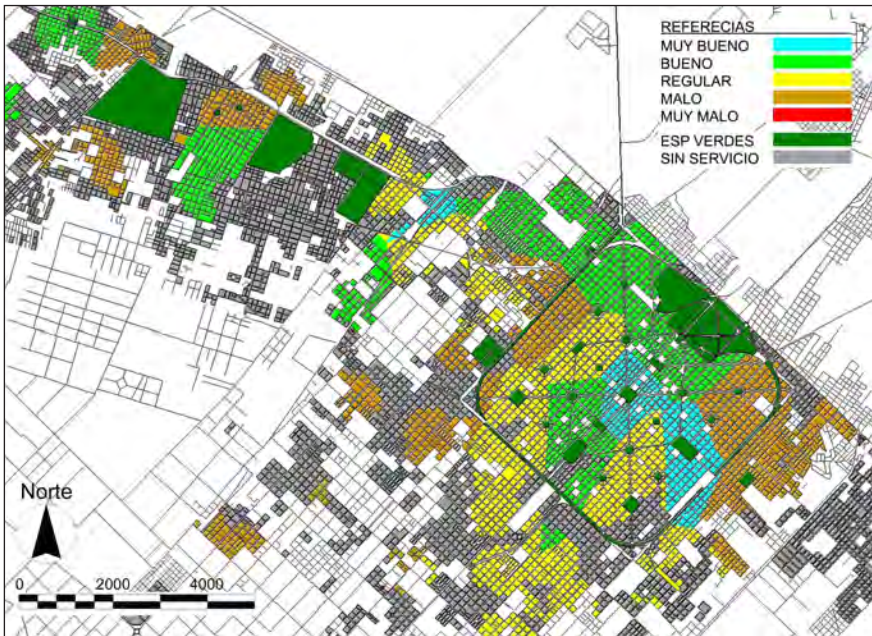 REFERECIAS
MUY BUENO
BUENO
REGULAR
MALO
MUY MALO
ESP VERDES
SIN SERVICIO
Norte
0 2000 4000